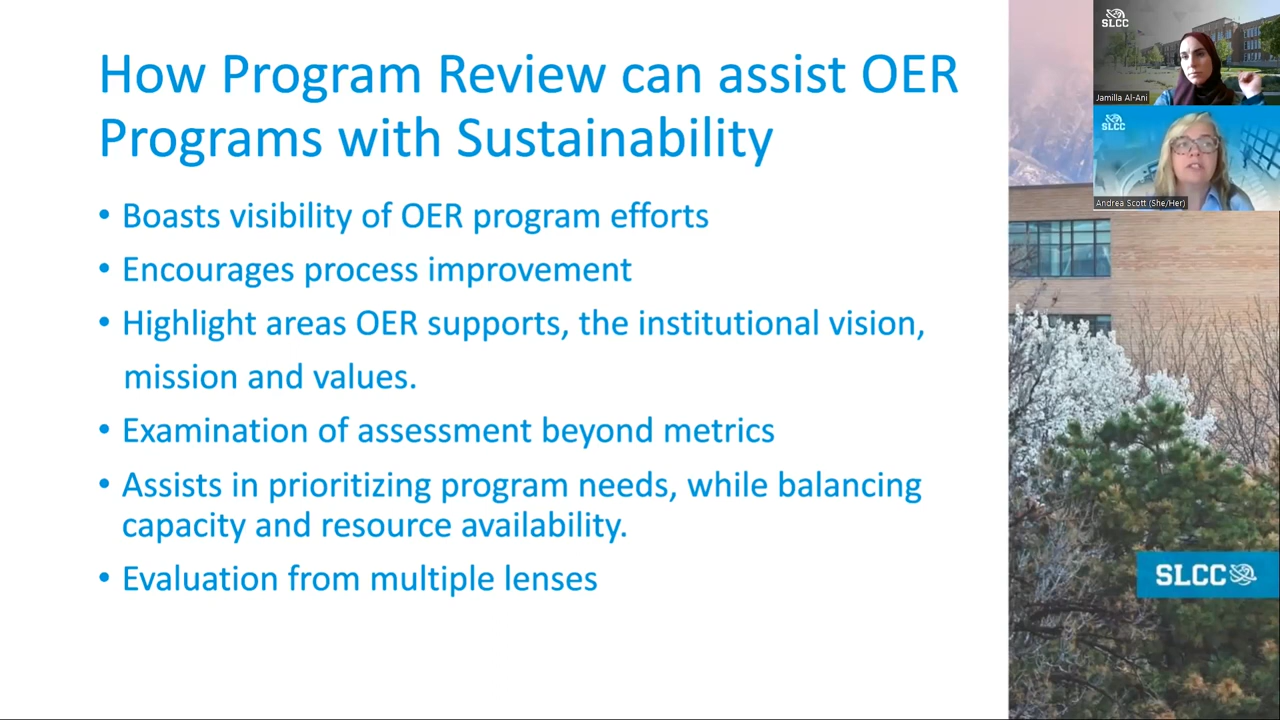 How Program Review can assist OER
Programs with Sustainability
• Boasts visibility of OER program efforts
• Encourages process improvement
• Highlight areas OER supports, the institutional vision,
mission and values.
• Examination of assessment beyond metrics
• Assists in prioritizing program needs, while balancing
capacity and resource availability.
• Evaluation from multiple lenses
SLCC
Jamilla Al-Ani
SLCC
Andrea Scott (She/Her)
SLCC